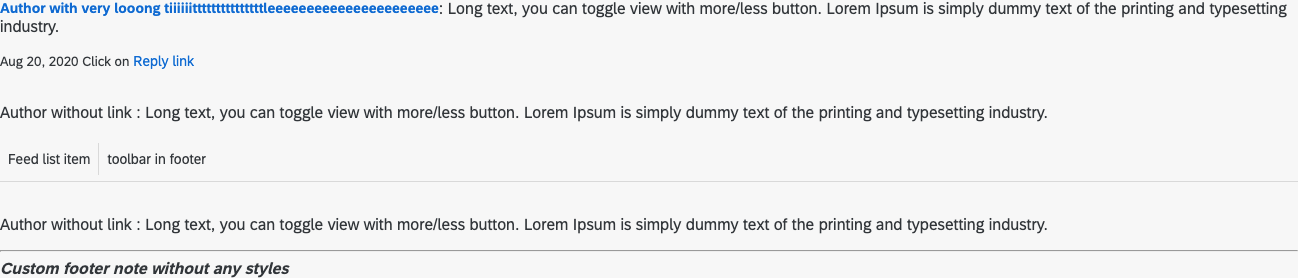 Author with very looong tiiiiiittttttttttttttttleeeeeeeeeeeeeeeeeeeeee: Long text, you can toggle view with more/less button. Lorem Ipsum is simply dummy text of the printing and typesetting
industry.
Aug 20, 2020 Click on Reply link
Author without link : Long text, you can toggle view with more/less button. Lorem Ipsum is simply dummy text of the printing and typesetting industry.
Feed list item toolbar in footer
Author without link : Long text, you can toggle view with more/less button. Lorem Ipsum is simply dummy text of the printing and typesetting industry.
Custom footer note without any styles